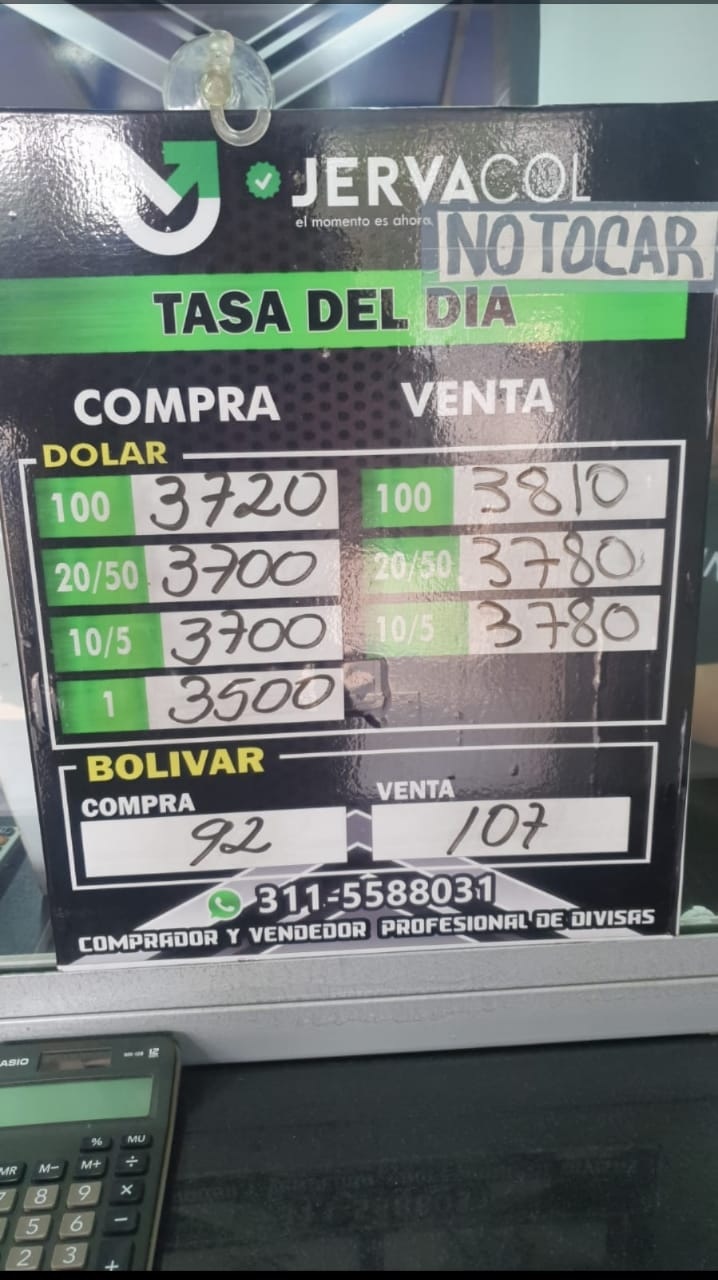 JERVACOL
el momento es ahora
NO TOCAR
TASA DEL DIA
COMPRA VENTA
DOLAR
100 3720 100 3810
20/50 3700 20/50 3780
10/5 3700 10/5 3780
1 3500
BOLIVAR
COMPRA VENTA
92 107
311-5588031
COMPRADOR Y VENDEDOR PROFESIONAL DE DIVISAS
CASIO
% MU
MR M- M+ ÷
7 8 9 ×
5 6 −
2 3 +